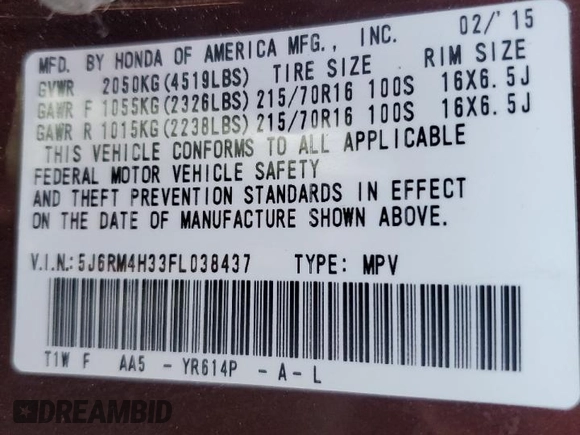 MFD. BY HONDA OF AMERICA MFG., INC. 02/'15
GVWR 2050KG(4519LBS) TIRE SIZE RIM SIZE
GAWR F 1055KG(2326LBS)215/70R16 100S 16X6.5J
GAWR R 1015KG(2238LBS)215/70R16 100S 16X6.5J
THIS VEHICLE CONFORMS TO ALL APPLICABLE
FEDERAL MOTOR VEHICLE SAFETY
AND THEFT PREVENTION STANDARDS IN EFFECT
ON THE DATE OF MANUFACTURE SHOWN ABOVE.
V.I.N.:5J6RM4H33FL038437 TYPE: MPV
T1W F AA5 - YR614P - A - L
DREAMBID